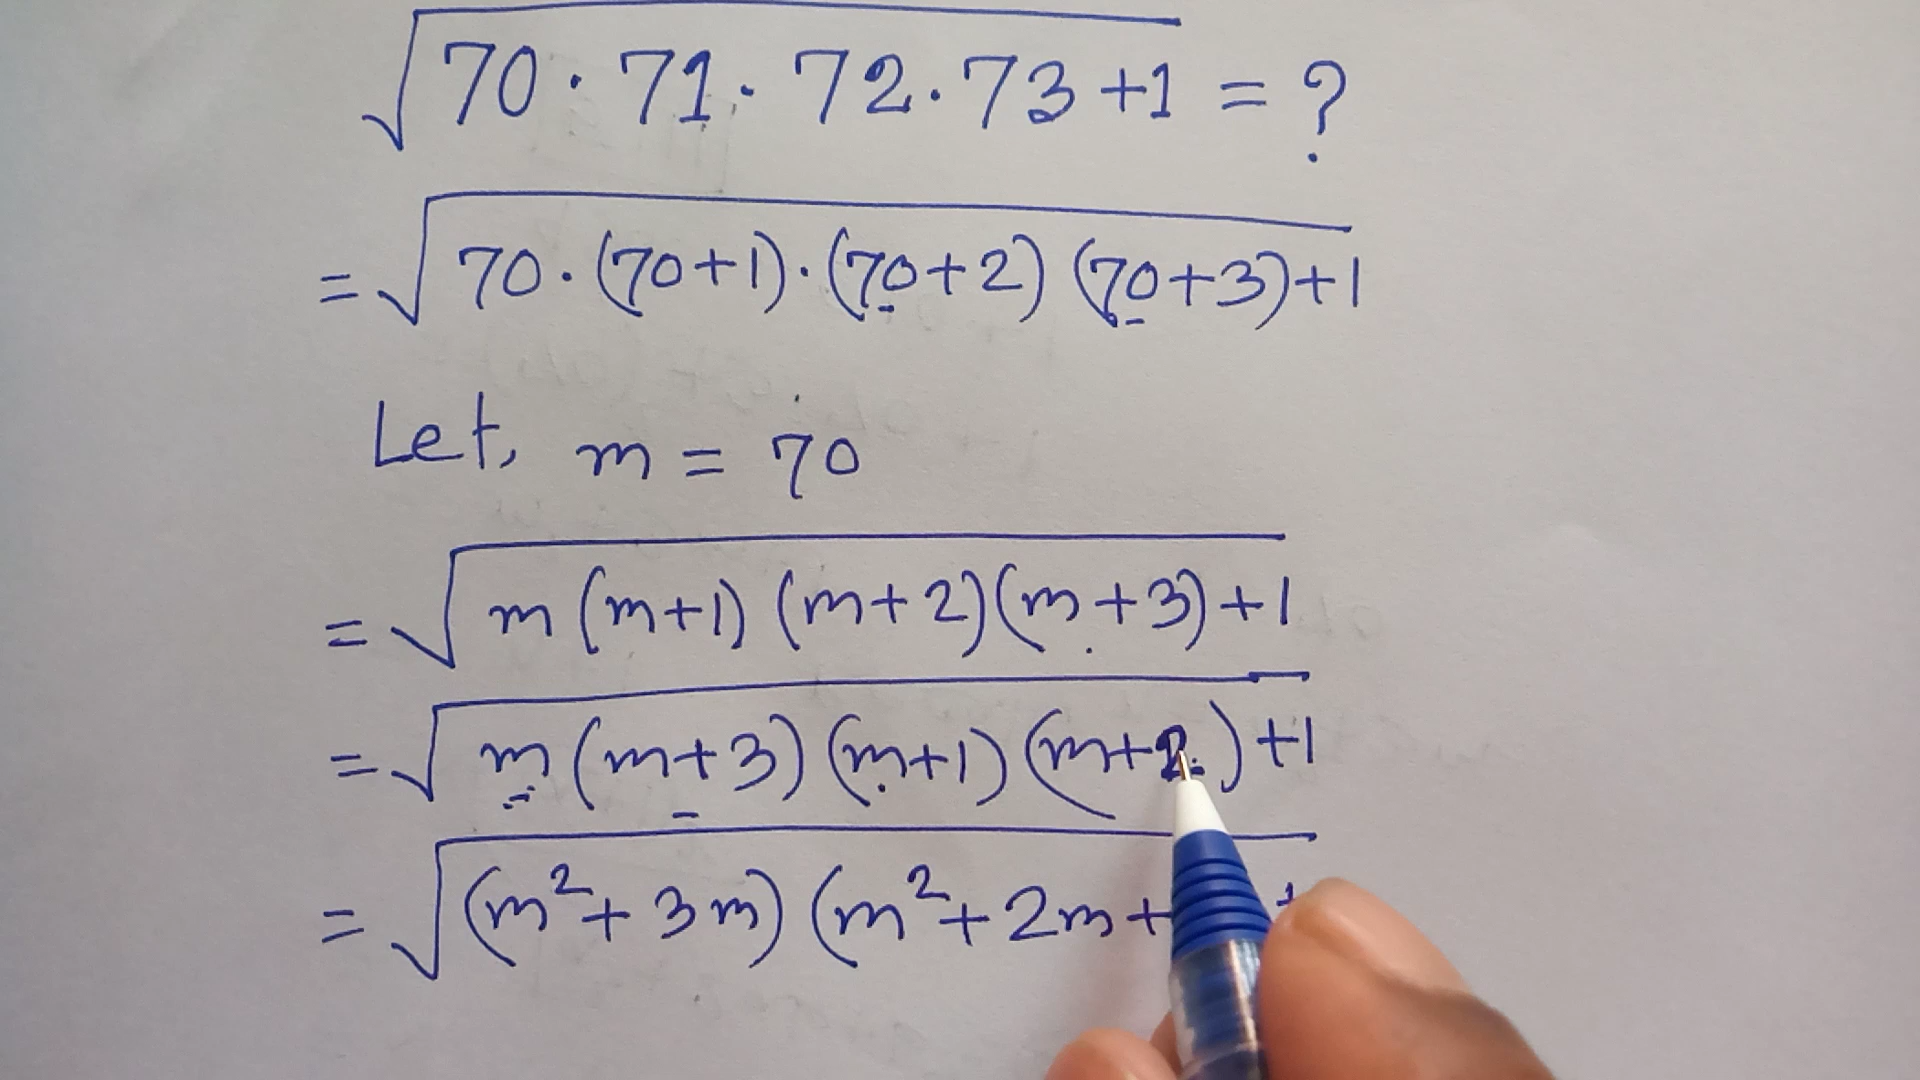 √70·71·72·73+1 = ?
= √70·(70+1)·(70+2)(70+3)+1
Let, m = 70
= √m(m+1)(m+2)(m+3)+1
= √m(m+3)(m+1)(m+2)+1
= √(m²+3m)(m²+2m+